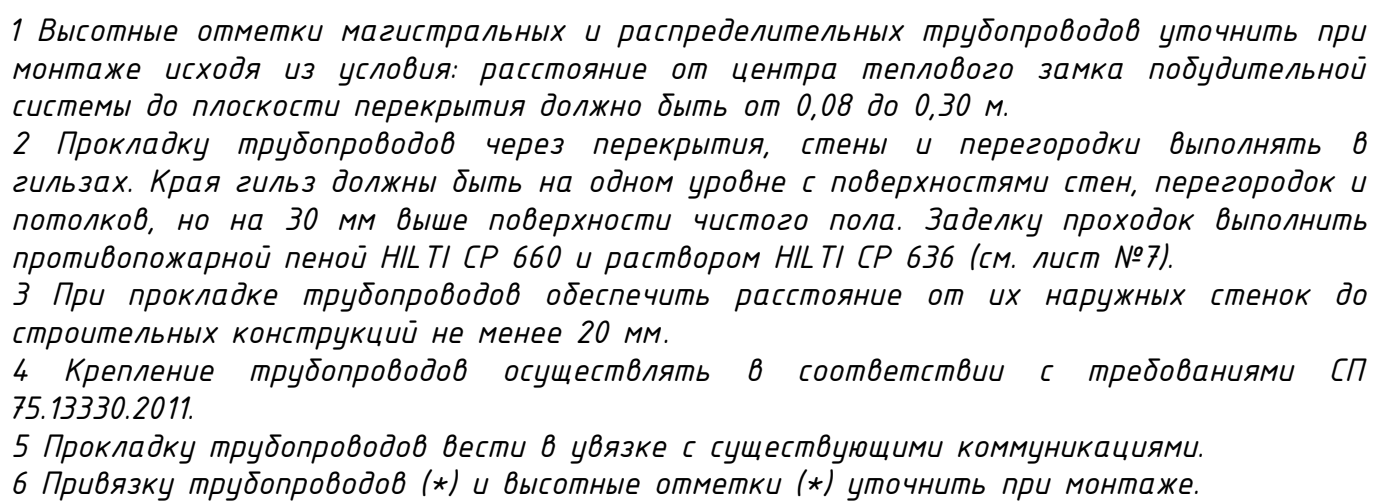 1 Высотные отметки магистральных и распределительных трубопроводов уточнить при
монтаже исходя из условия: расстояние от центра теплового замка побудительной
системы до плоскости перекрытия должно быть от 0,08 до 0,30 м.
2 Прокладку трубопроводов через перекрытия, стены и перегородки выполнять в
гильзах. Края гильз должны быть на одном уровне с поверхностями стен, перегородок и
потолков, но на 30 мм выше поверхности чистого пола. Заделку проходок выполнить
противопожарной пеной HILTI CP 660 и раствором HILTI CP 636 (см. лист №7).
3 При прокладке трубопроводов обеспечить расстояние от их наружных стенок до
строительных конструкций не менее 20 мм.
4 Крепление трубопроводов осуществлять в соответствии с требованиями СП
75.13330.2011.
5 Прокладку трубопроводов вести в увязке с существующими коммуникациями.
6 Привязку трубопроводов (*) и высотные отметки (*) уточнить при монтаже.